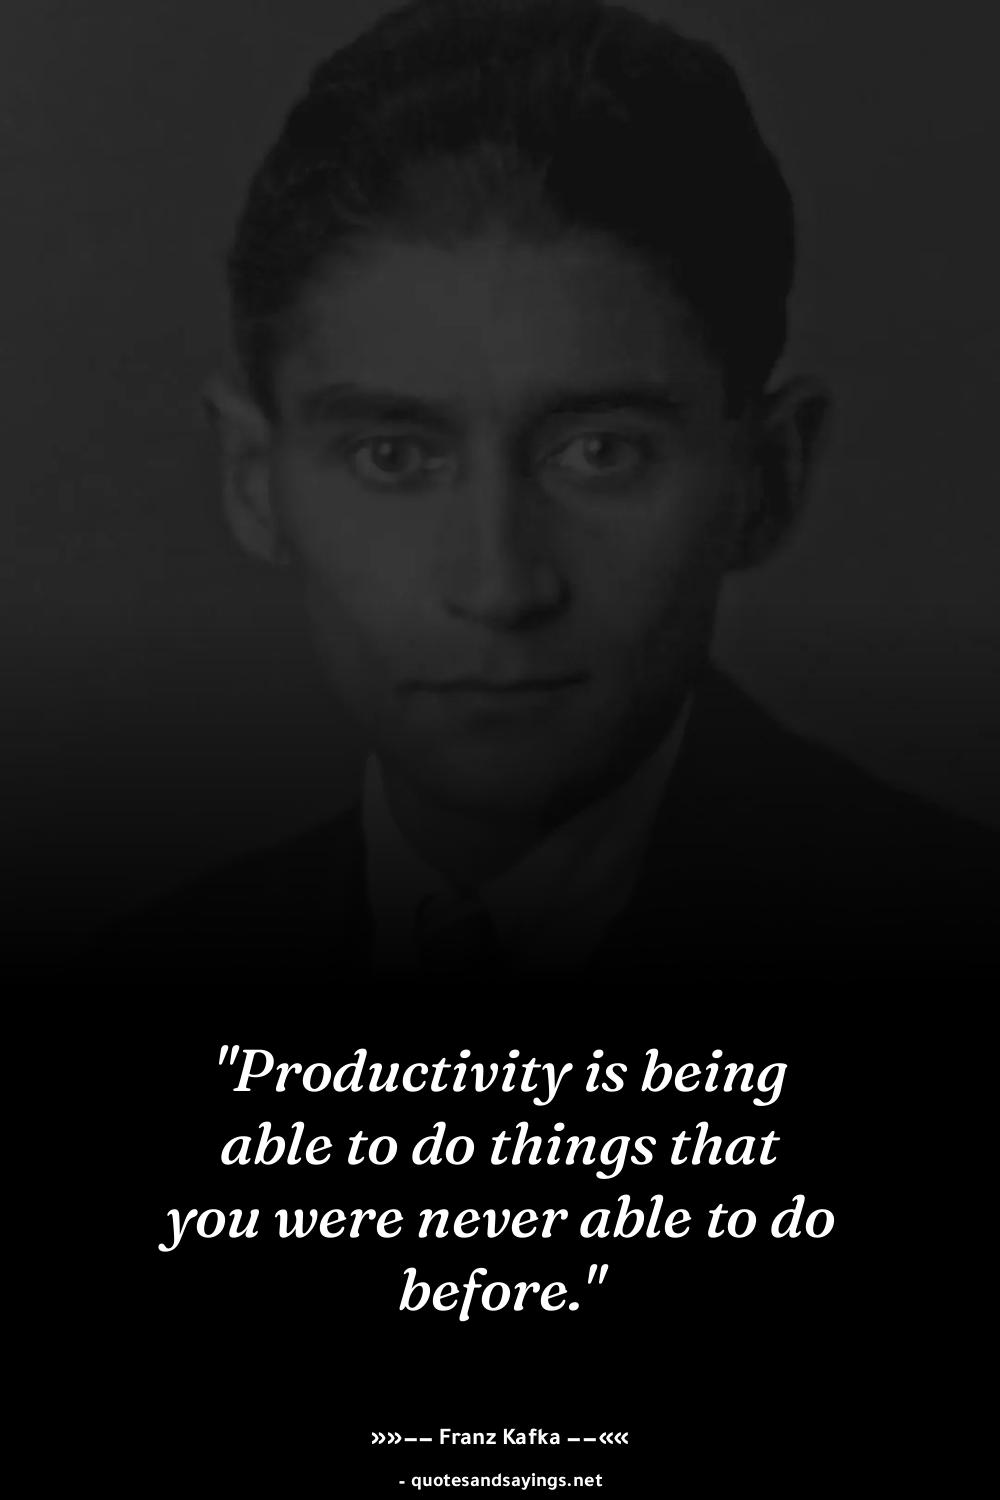 "Productivity is being
able to do things that
you were never able to do
before."
»»−− Franz Kafka −−««
- quotesandsayings.net